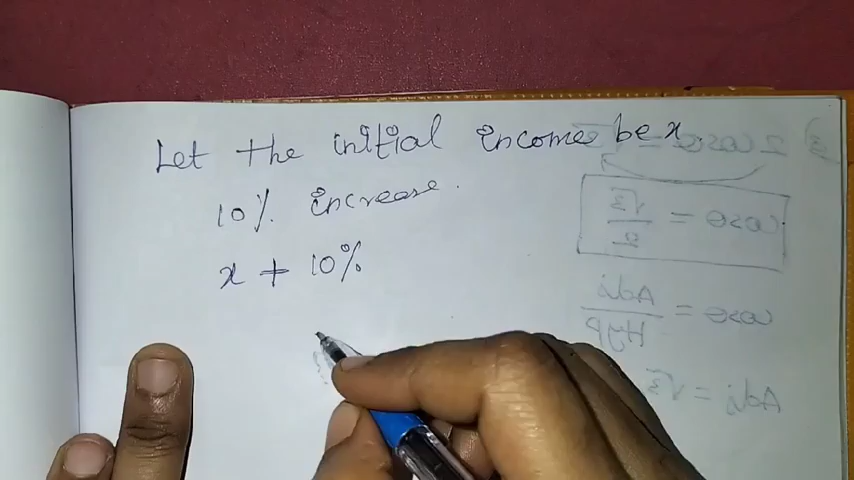 Let the initial income be x.
10% increase.
x + 10%